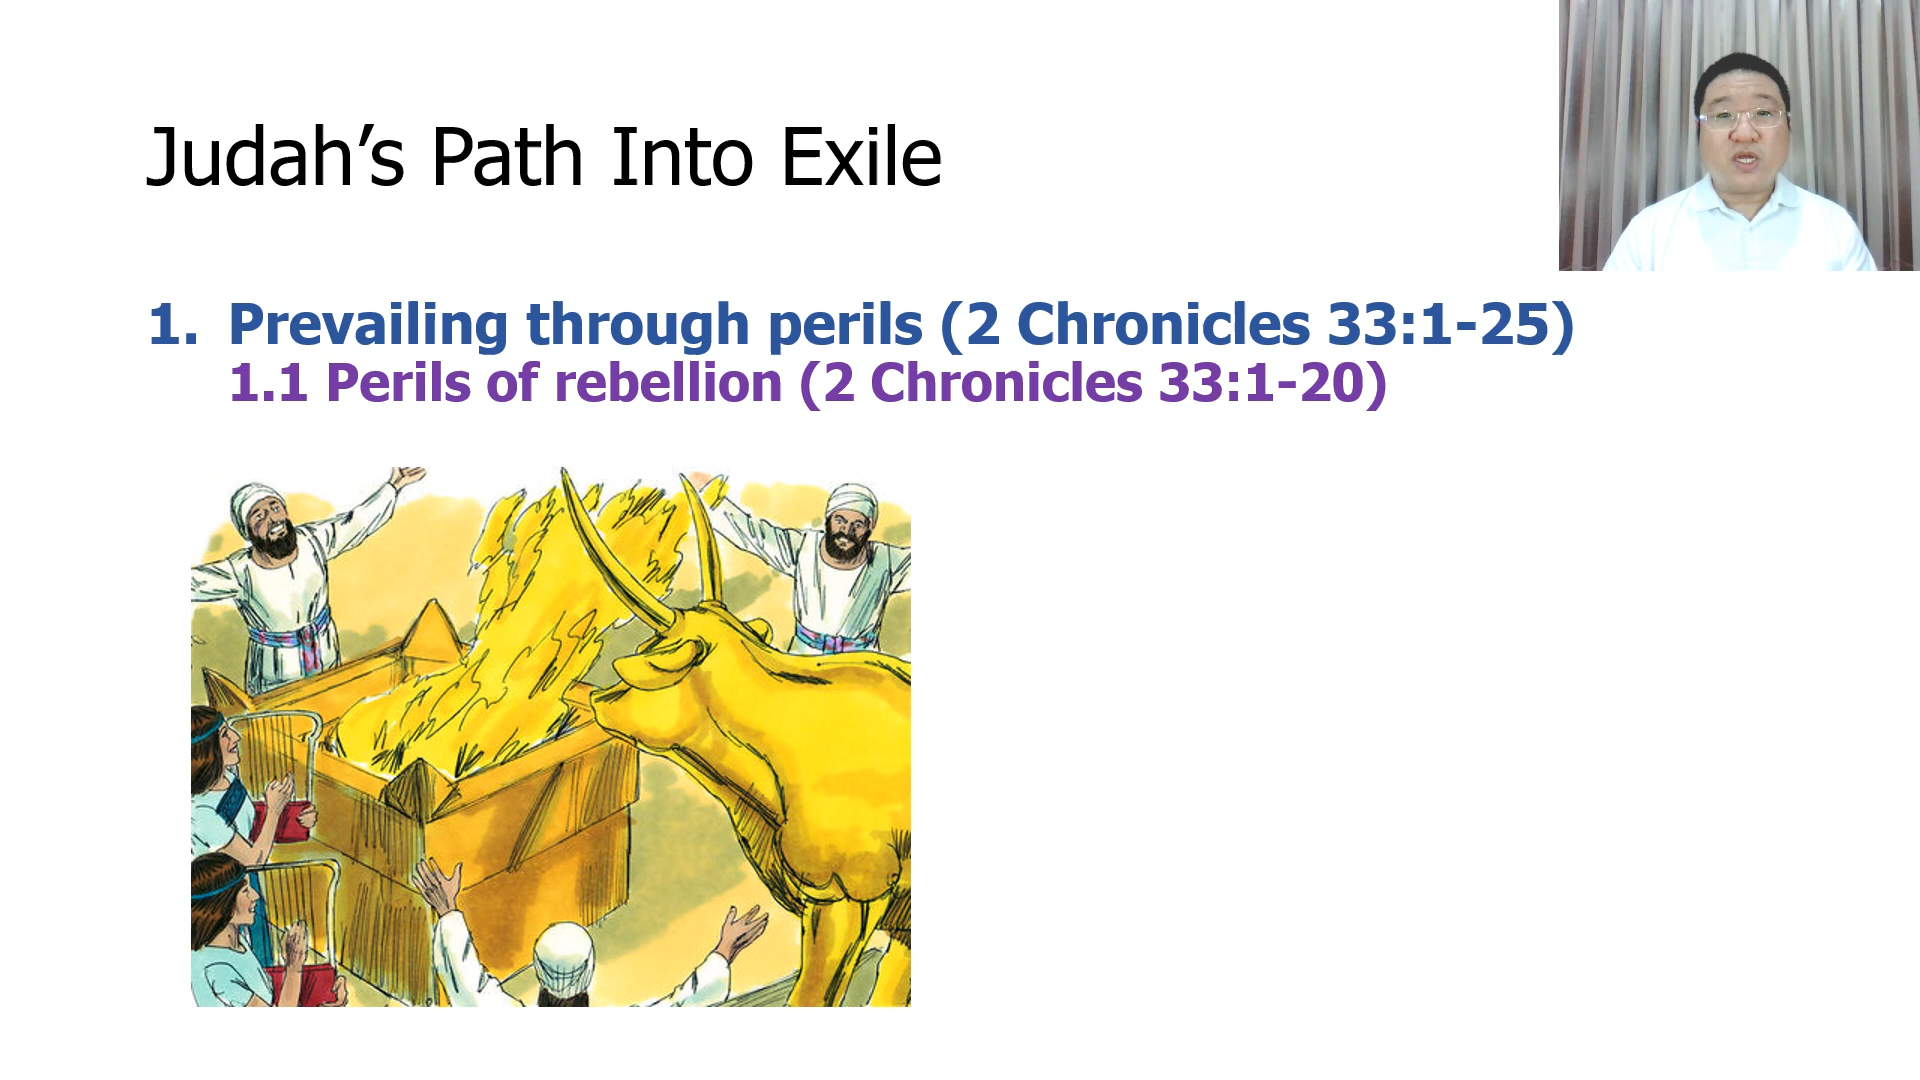 Judah’s Path Into Exile
1. Prevailing through perils (2 Chronicles 33:1-25)
1.1 Perils of rebellion (2 Chronicles 33:1-20)